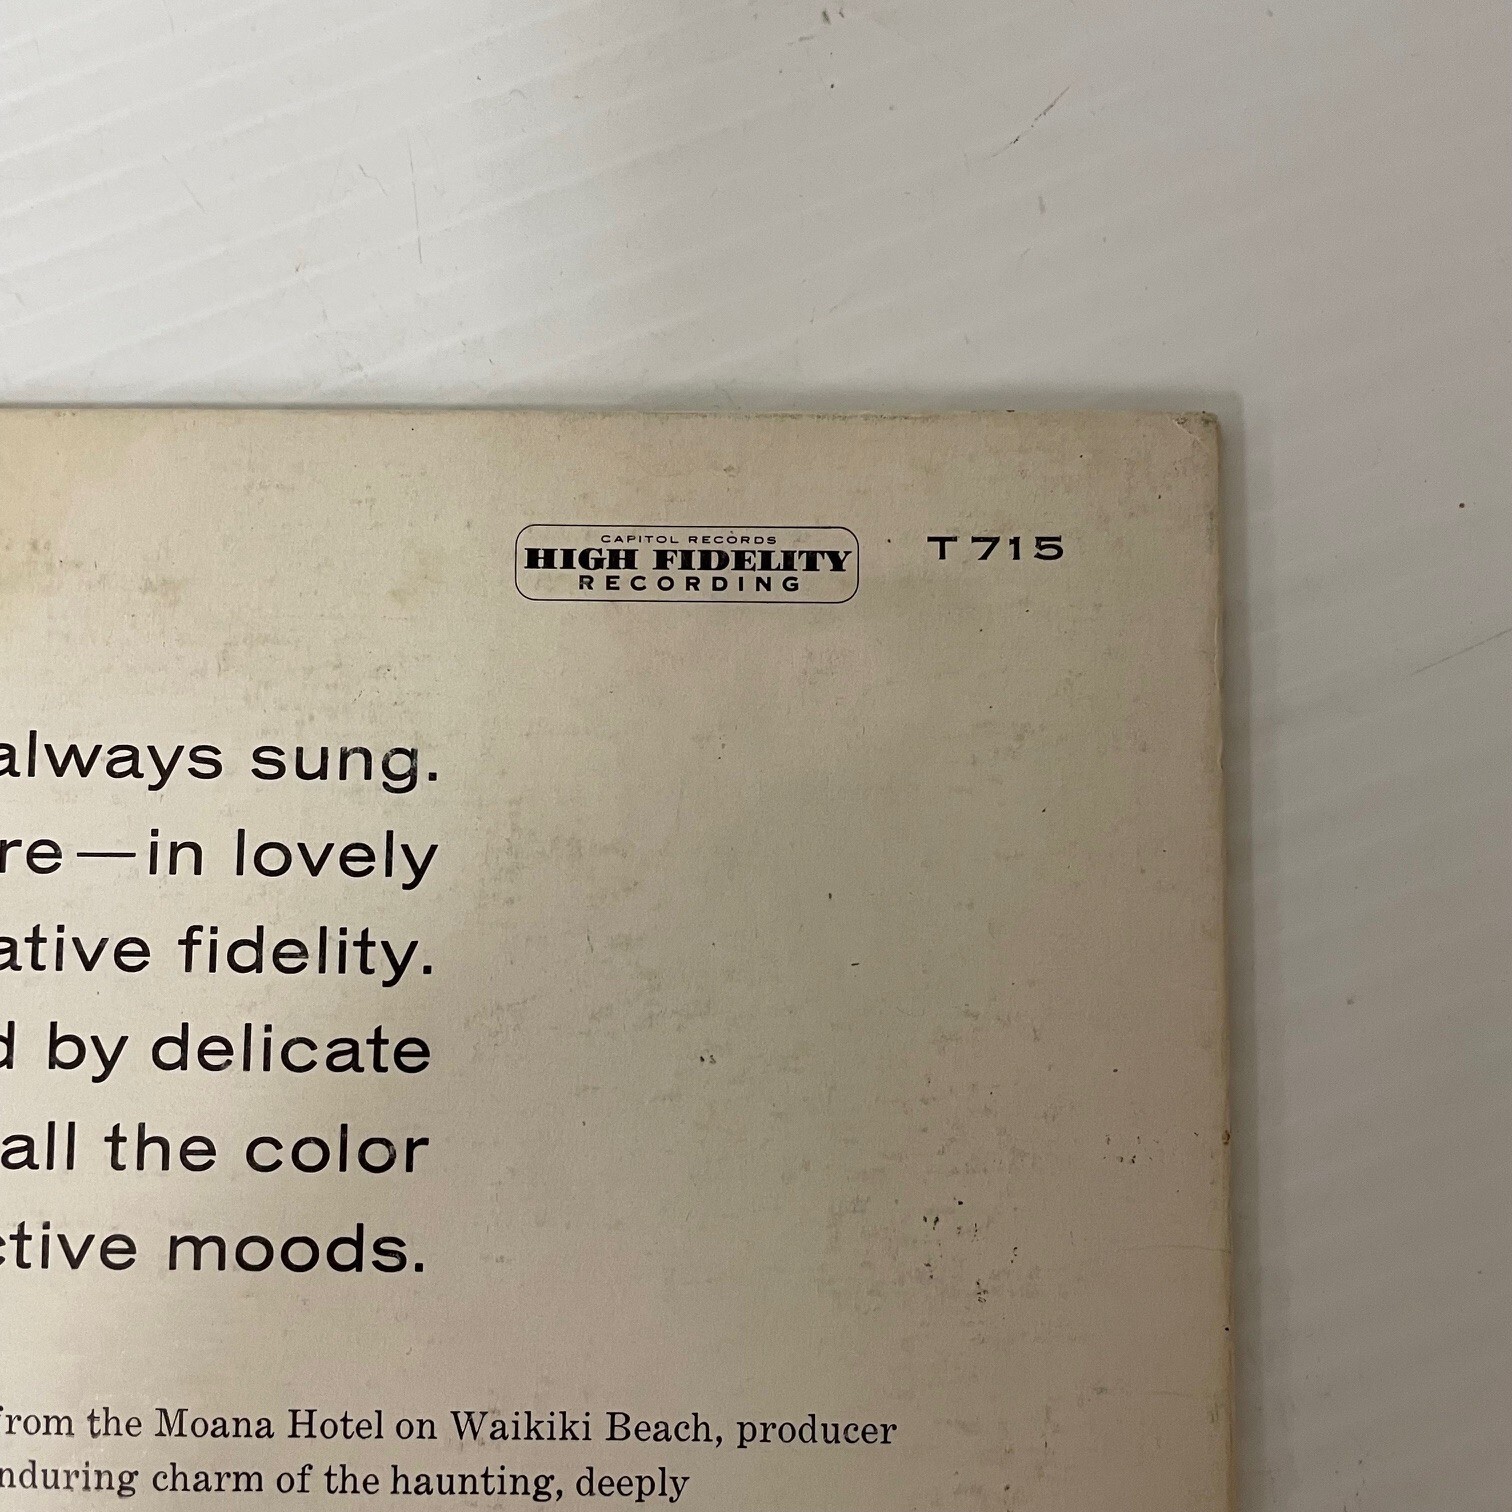 CAPITOL RECORDS
HIGH FIDELITY
RECORDING
T 715
always sung.
re—in lovely
ative fidelity.
d by delicate
all the color
ctive moods.
from the Moana Hotel on Waikiki Beach, producer
nduring charm of the haunting, deeply